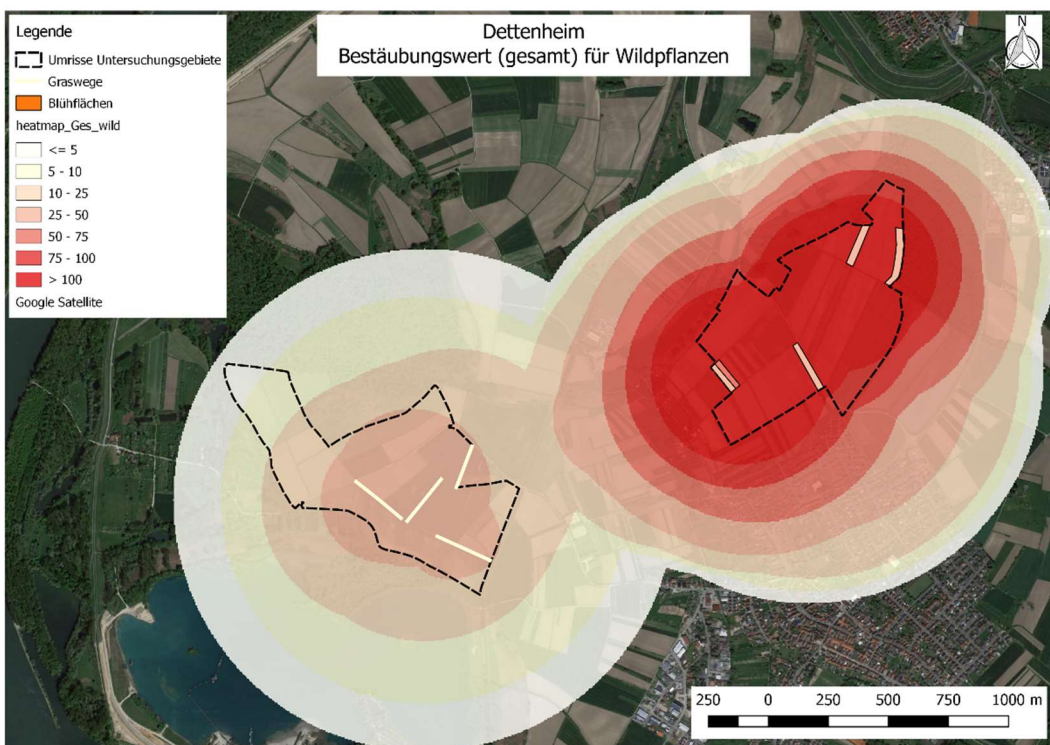 Dettenheim
Bestäubungswert (gesamt) für Wildpflanzen
N
Legende
Umrisse Untersuchungsgebiete
Graswege
Blühflächen
heatmap_Ges_wild
<= 5
5 - 10
10 - 25
25 - 50
50 - 75
75 - 100
> 100
Google Satellite
250 0 250 500 750 1000 m